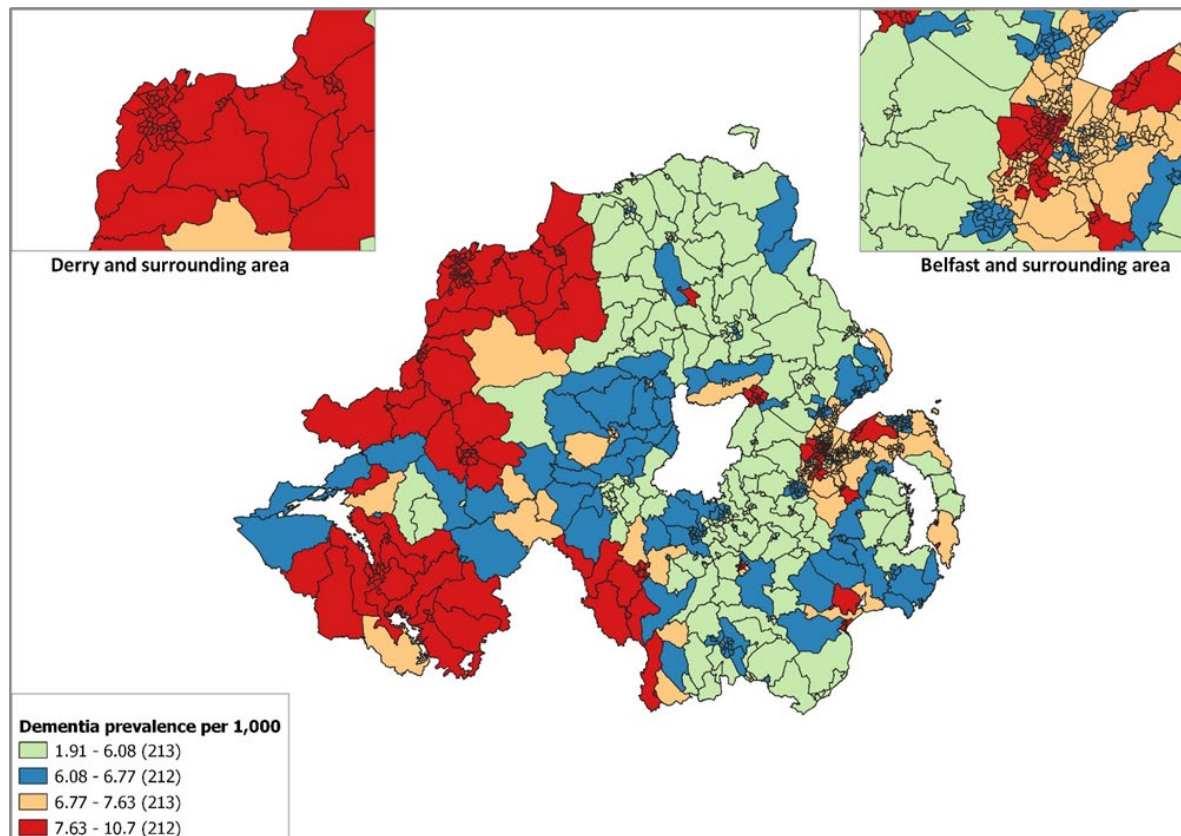 Derry and surrounding area
Belfast and surrounding area
Dementia prevalence per 1,000
1.91 - 6.08 (213)
6.08 - 6.77 (212)
6.77 - 7.63 (213)
7.63 - 10.7 (212)